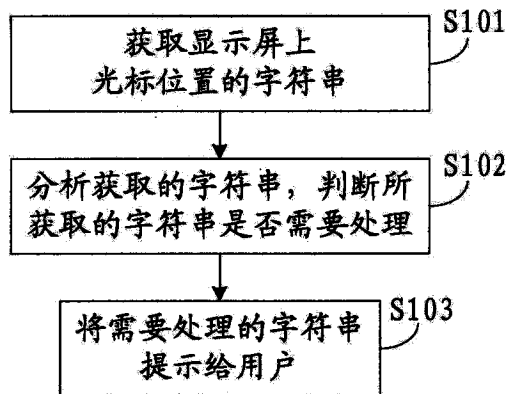 获取显示屏上
光标位置的字符串
S101
分析获取的字符串，判断所
获取的字符串是否需要处理
S102
将需要处理的字符串
提示给用户
S103